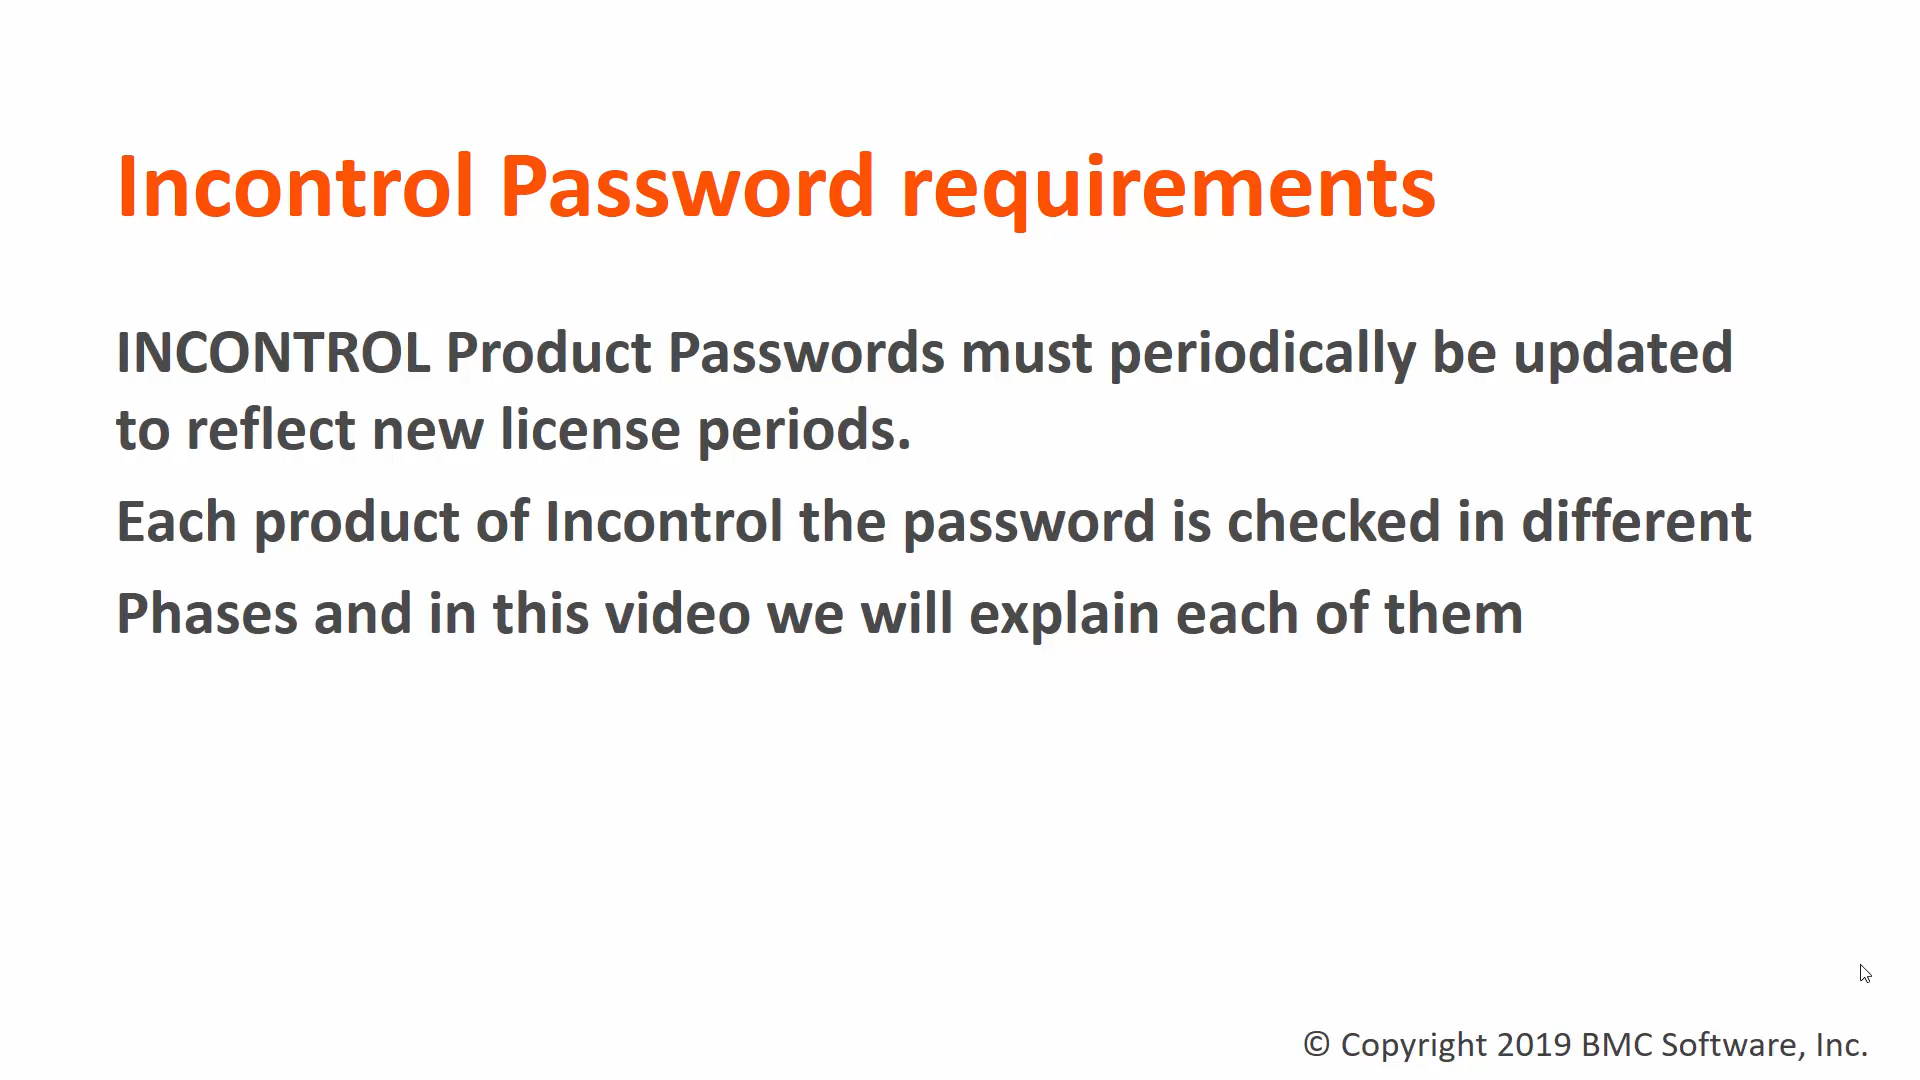 Incontrol Password requirements
INCONTROL Product Passwords must periodically be updated
to reflect new license periods.
Each product of Incontrol the password is checked in different
Phases and in this video we will explain each of them
© Copyright 2019 BMC Software, Inc.